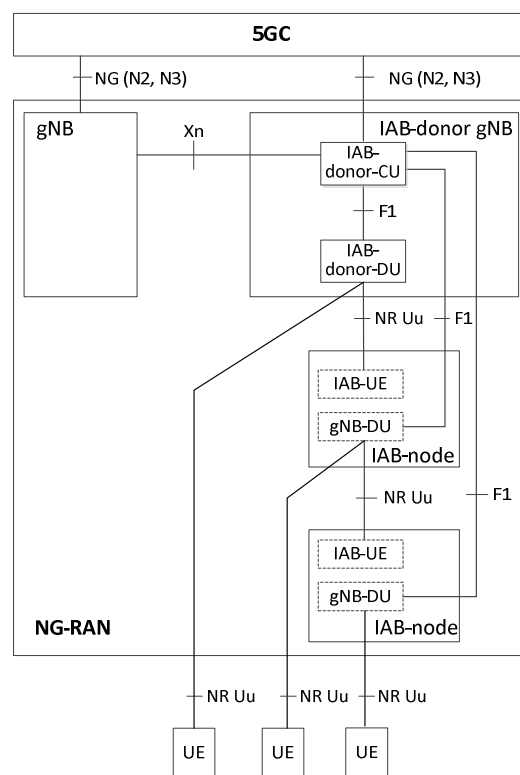 5GC
NG (N2, N3)
NG (N2, N3)
gNB
Xn
IAB-donor gNB
IAB-
donor-CU
F1
IAB-
donor-DU
NR Uu
F1
IAB-UE
gNB-DU
IAB-node
NR Uu
F1
IAB-UE
gNB-DU
IAB-node
NG-RAN
NR Uu
NR Uu
NR Uu
UE
UE
UE